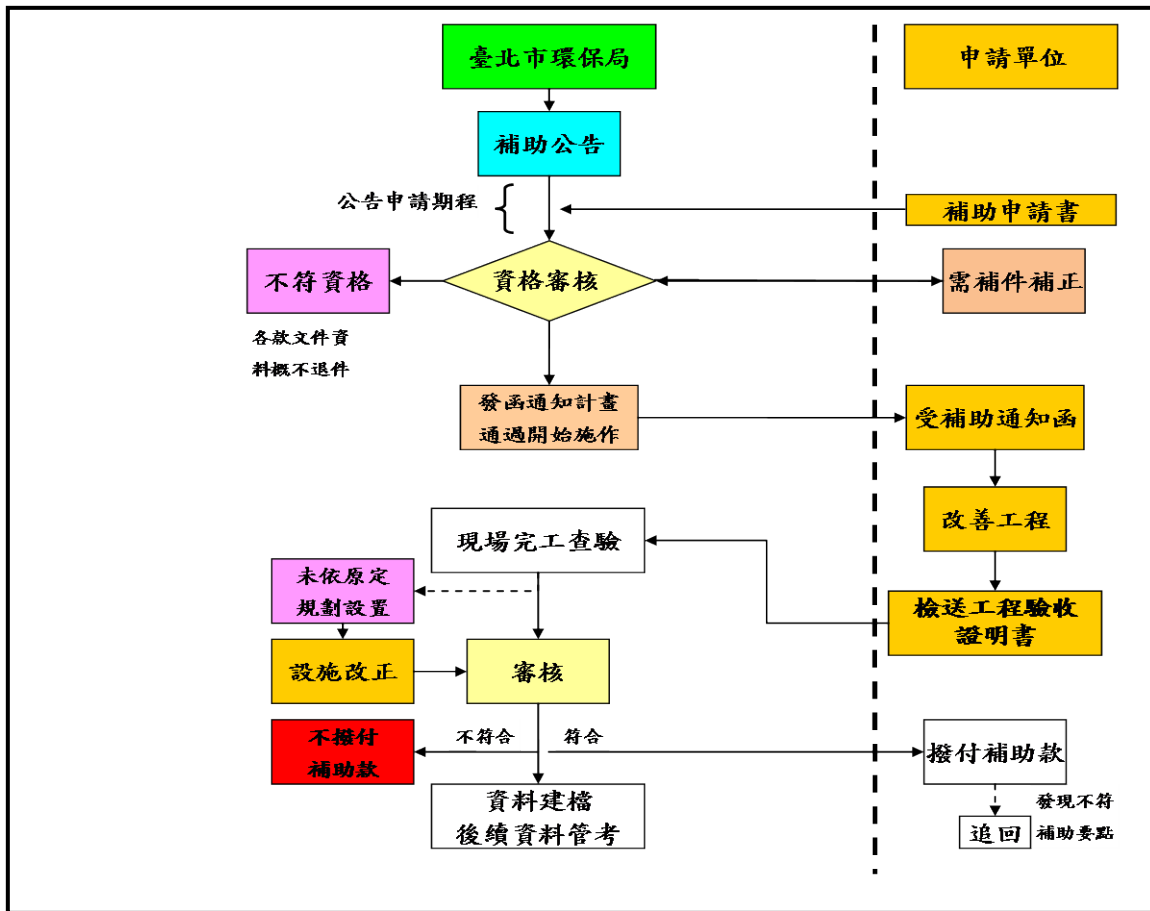 臺北市環保局
申請單位
補助公告
公告申請期程
補助申請書
不符資格
資格審核
需補件補正
各款文件資
料概不退件
發函通知計畫
通過開始施作
受補助通知函
改善工程
現場完工查驗
未依原定
規劃設置
檢送工程驗收
證明書
設施改正
審核
不撥付
補助款
不符合
符合
撥付補助款
資料建檔
後續資料管考
發現不符
補助要點
追回